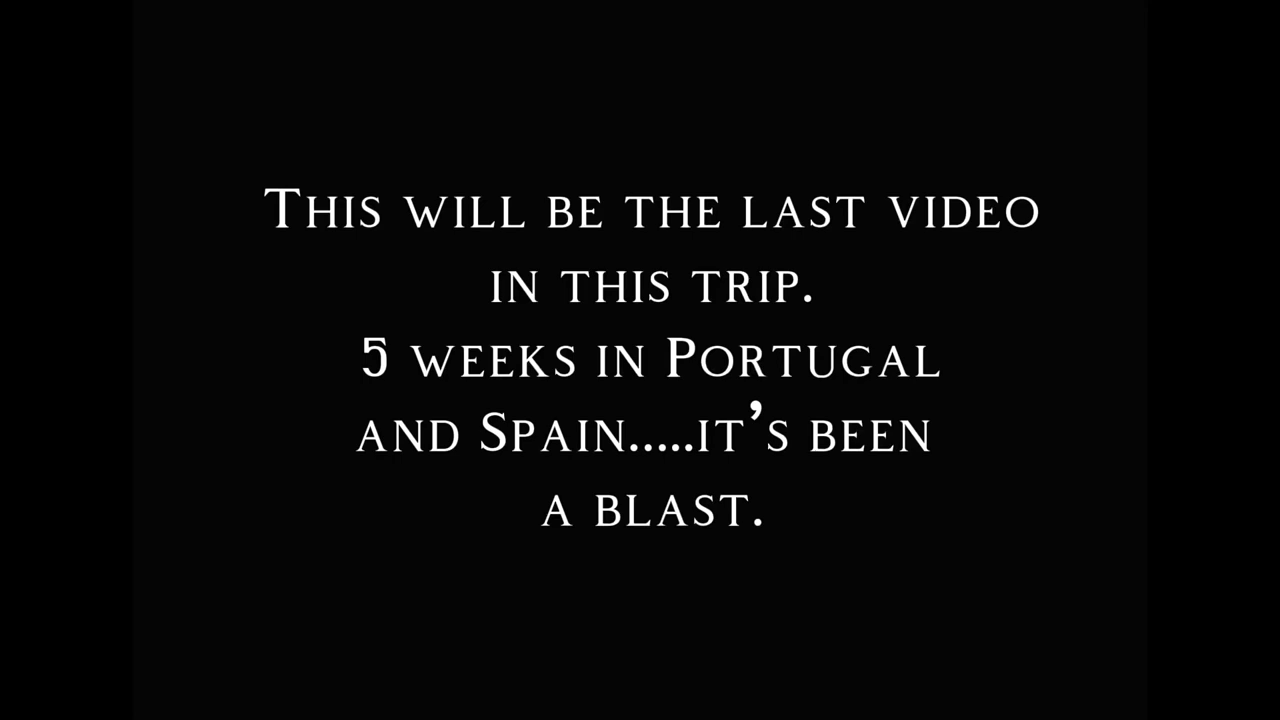 This will be the last video
in this trip.
5 weeks in Portugal
and Spain.....it’s been
a blast.